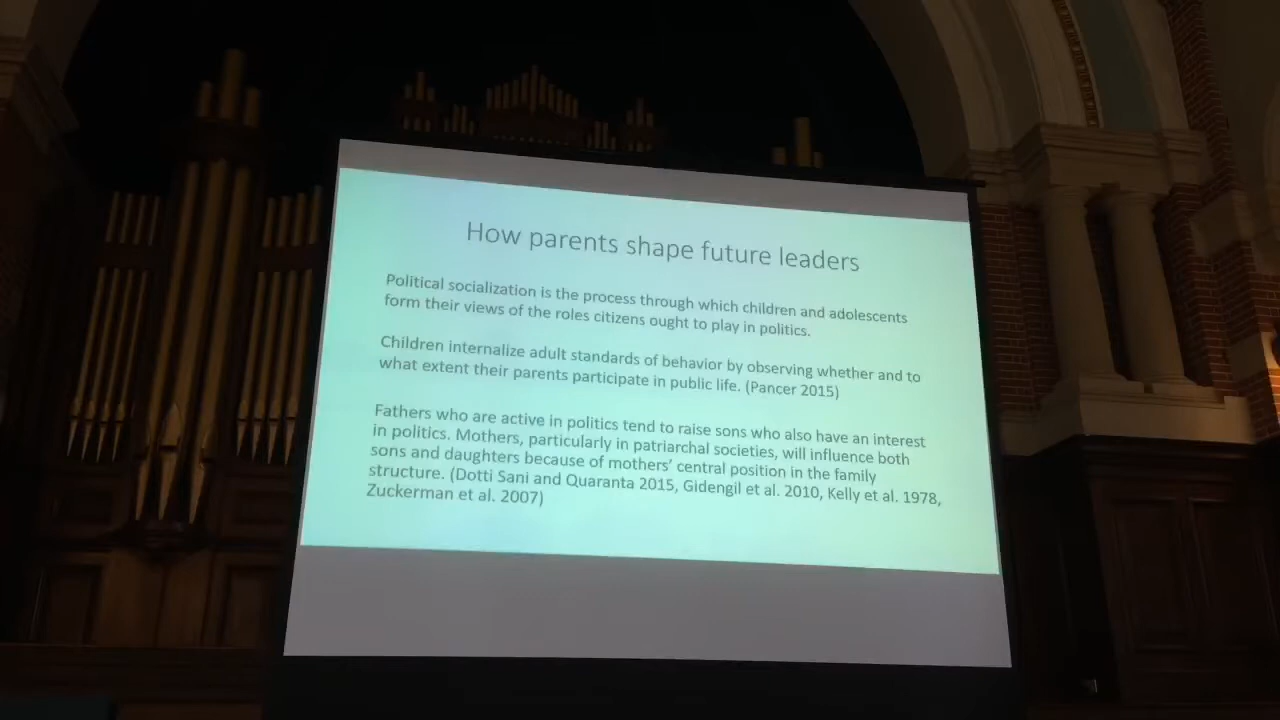 How parents shape future leaders
Political socialization is the process through which children and adolescents
form their views of the roles citizens ought to play in politics.
Children internalize adult standards of behavior by observing whether and to
what extent their parents participate in public life. (Pancer 2015)
Fathers who are active in politics tend to raise sons who also have an interest
in politics. Mothers, particularly in patriarchal societies, will influence both
sons and daughters because of mothers’ central position in the family
structure. (Dotti Sani and Quaranta 2015, Gidengil et al. 2010, Kelly et al. 1978,
Zuckerman et al. 2007)